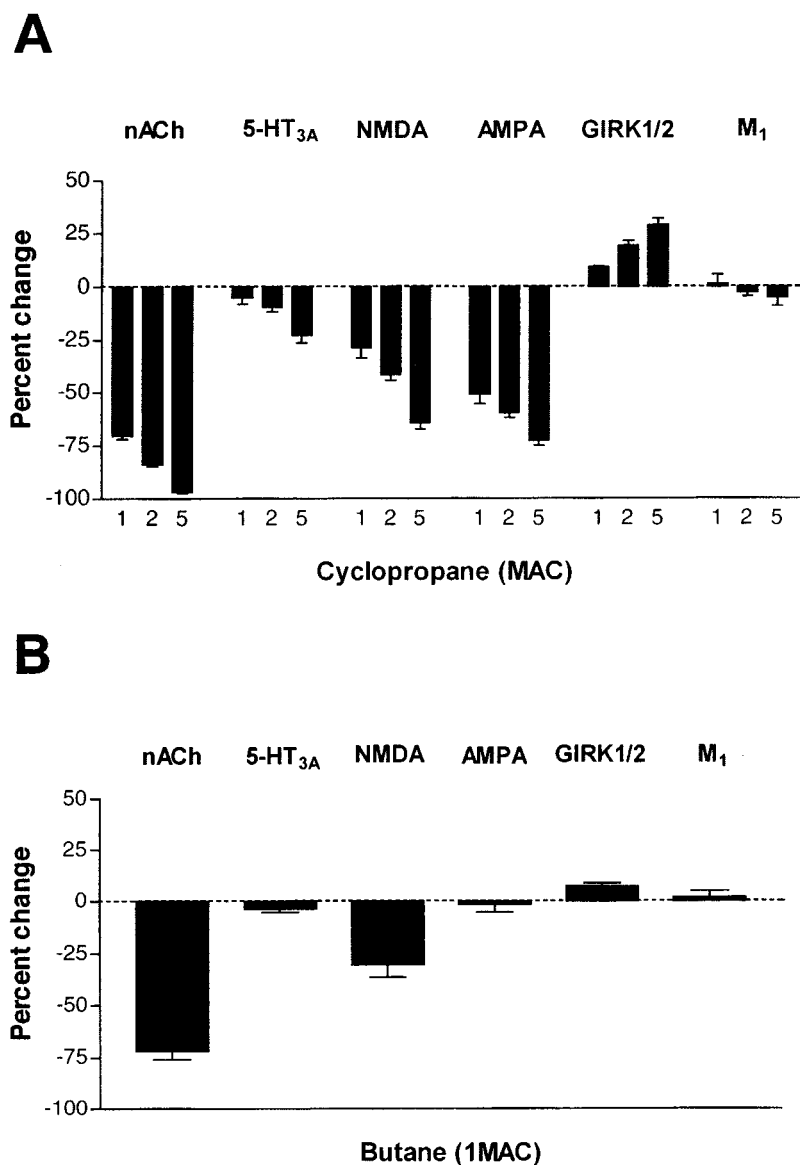 A
nACh 5-HT3A NMDA AMPA GIRK1/2 M1
50
25
0
-25
-50
-75
-100
Percent change
1 2 5 1 2 5 1 2 5 1 2 5 1 2 5 1 2 5
Cyclopropane (MAC)
B
nACh 5-HT3A NMDA AMPA GIRK1/2 M1
50
25
0
-25
-50
-75
-100
Percent change
Butane (1MAC)